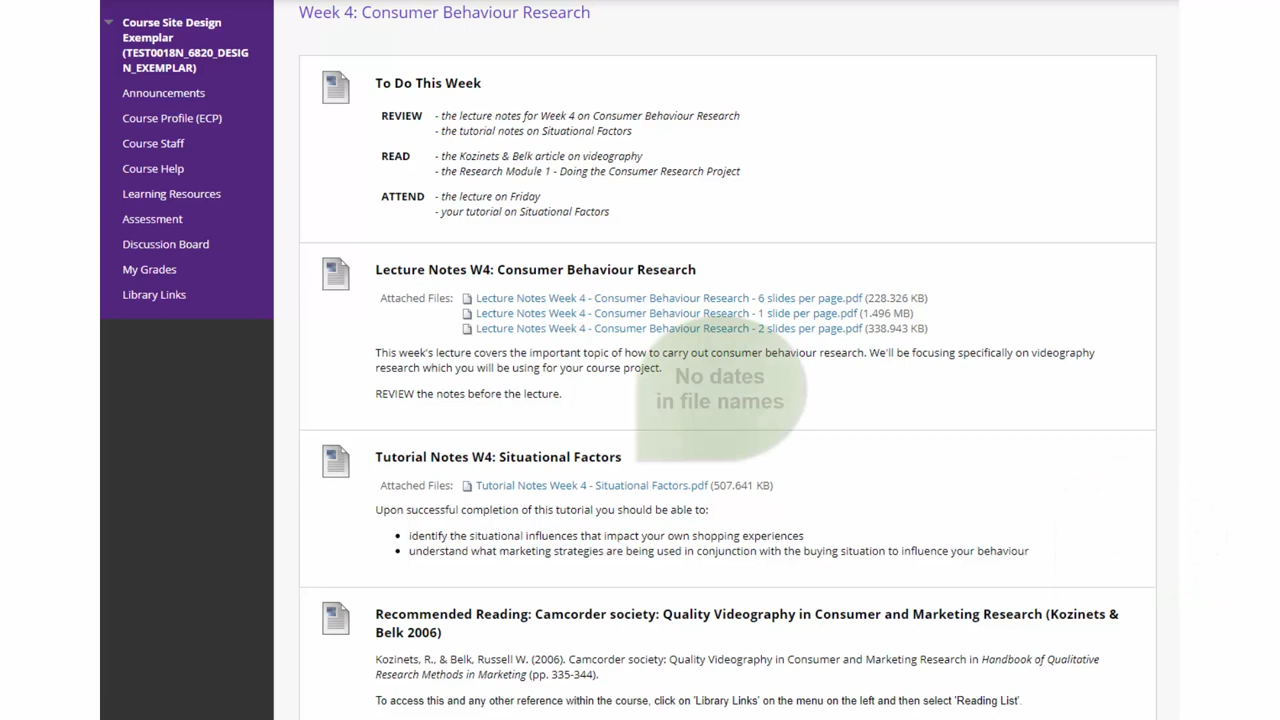 Course Site Design
Exemplar
(TEST0018N_6820_DESIG
N_EXEMPLAR)
Announcements
Course Profile (ECP)
Course Staff
Course Help
Learning Resources
Assessment
Discussion Board
My Grades
Library Links
Week 4: Consumer Behaviour Research
To Do This Week
REVIEW - the lecture notes for Week 4 on Consumer Behaviour Research
- the tutorial notes on Situational Factors
READ - the Kozinets & Belk article on videography
- the Research Module 1 - Doing the Consumer Research Project
ATTEND - the lecture on Friday
- your tutorial on Situational Factors
Lecture Notes W4: Consumer Behaviour Research
Attached Files: Lecture Notes Week 4 - Consumer Behaviour Research - 6 slides per page.pdf (228.326 KB)
Lecture Notes Week 4 - Consumer Behaviour Research - 1 slide per page.pdf (1.496 MB)
Lecture Notes Week 4 - Consumer Behaviour Research - 2 slides per page.pdf (338.943 KB)
This week's lecture covers the important topic of how to carry out consumer behaviour research. We'll be focusing specifically on videography
research which you will be using for your course project.
REVIEW the notes before the lecture.
No dates
in file names
Tutorial Notes W4: Situational Factors
Attached Files: Tutorial Notes Week 4 - Situational Factors.pdf (507.641 KB)
Upon successful completion of this tutorial you should be able to:
• identify the situational influences that impact your own shopping experiences
• understand what marketing strategies are being used in conjunction with the buying situation to influence your behaviour
Recommended Reading: Camcorder society: Quality Videography in Consumer and Marketing Research (Kozinets &
Belk 2006)
Kozinets, R., & Belk, Russell W. (2006). Camcorder society: Quality Videography in Consumer and Marketing Research in Handbook of Qualitative
Research Methods in Marketing (pp. 335-344).
To access this and any other reference within the course, click on 'Library Links' on the menu on the left and then select 'Reading List'.